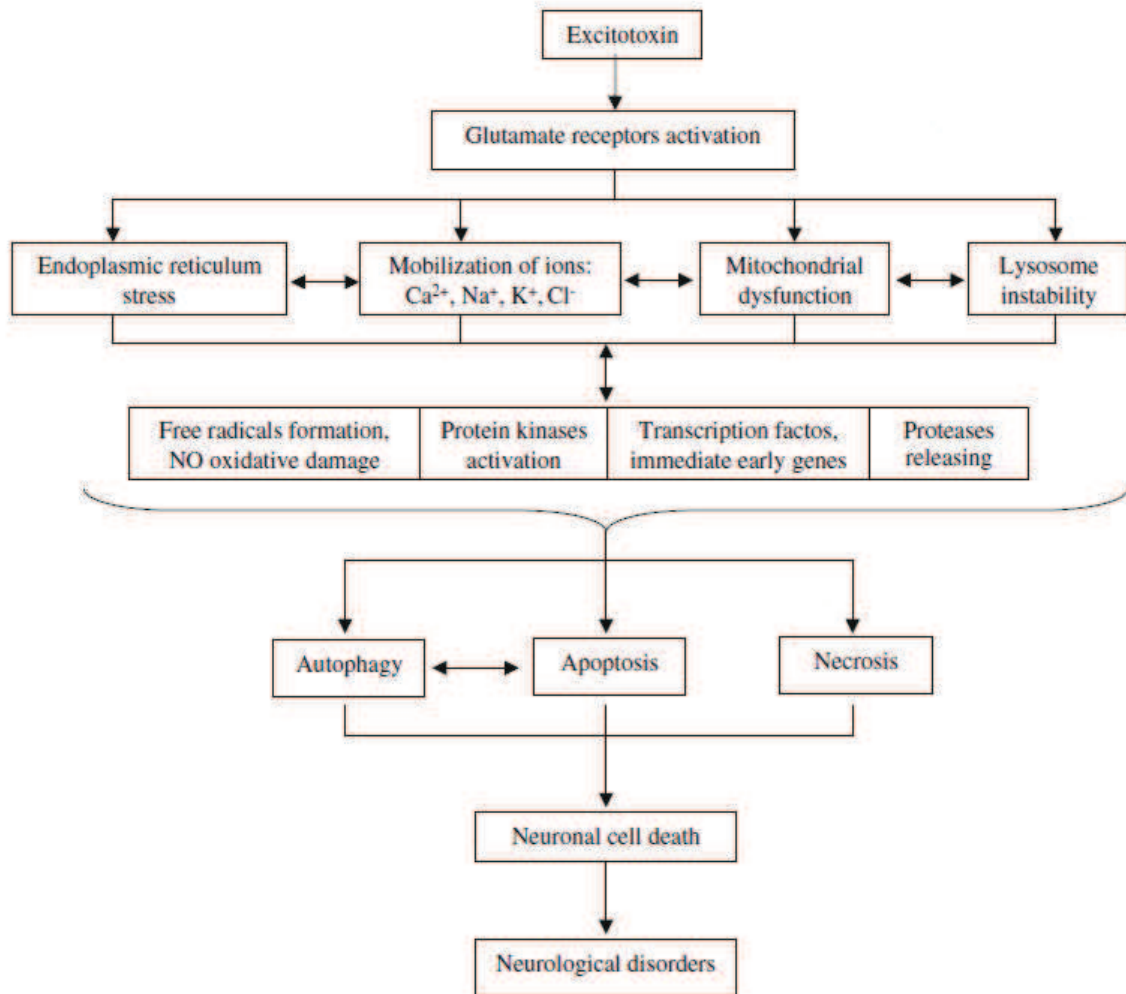 Excitotoxin
Glutamate receptors activation
Endoplasmic reticulum
stress
Mobilization of ions:
Ca²⁺, Na⁺, K⁺, Cl⁻
Mitochondrial
dysfunction
Lysosome
instability
Free radicals formation,
NO oxidative damage
Protein kinases
activation
Transcription factos,
immediate early genes
Proteases
releasing
Autophagy
Apoptosis
Necrosis
Neuronal cell death
Neurological disorders